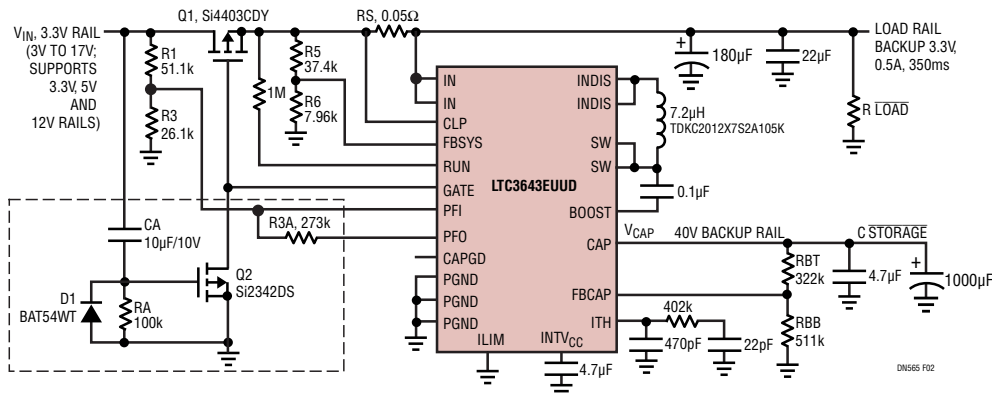 Q1, Si4403CDY
RS, 0.05Ω
VIN, 3.3V RAIL
(3V TO 17V;
SUPPORTS
3.3V, 5V
AND
12V RAILS)
R1
51.1k
R3
26.1k
1M
R5
37.4k
R6
7.96k
IN
IN
CLP
FBSYS
RUN
GATE
PFI
PFO
CAPGD
PGND
PGND
PGND
ILIM
INTVCC
LTC3643EUUD
INDIS
INDIS
SW
SW
BOOST
CAP
FBCAP
ITH
180µF
22µF
LOAD RAIL
BACKUP 3.3V,
0.5A, 350ms
R LOAD
7.2µH
TDKC2012X7S2A105K
0.1µF
VCAP
40V BACKUP RAIL
C STORAGE
RBT
322k
4.7µF
1000µF
RBB
511k
402k
470pF
22pF
4.7µF
R3A, 273k
CA
10µF/10V
Q2
Si2342DS
D1
BAT54WT
RA
100k
DN565 F02